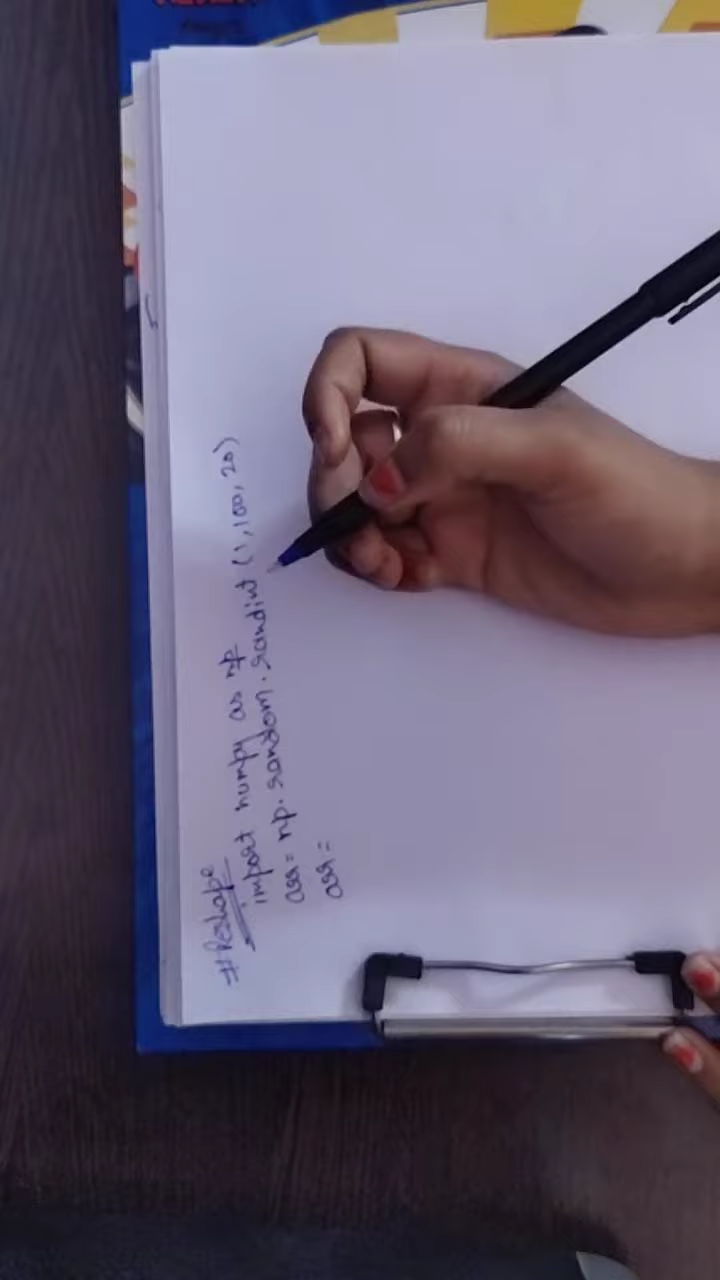 #Reshape
import numpy as np
arr = np.random.randint (1,100,20)
arr =